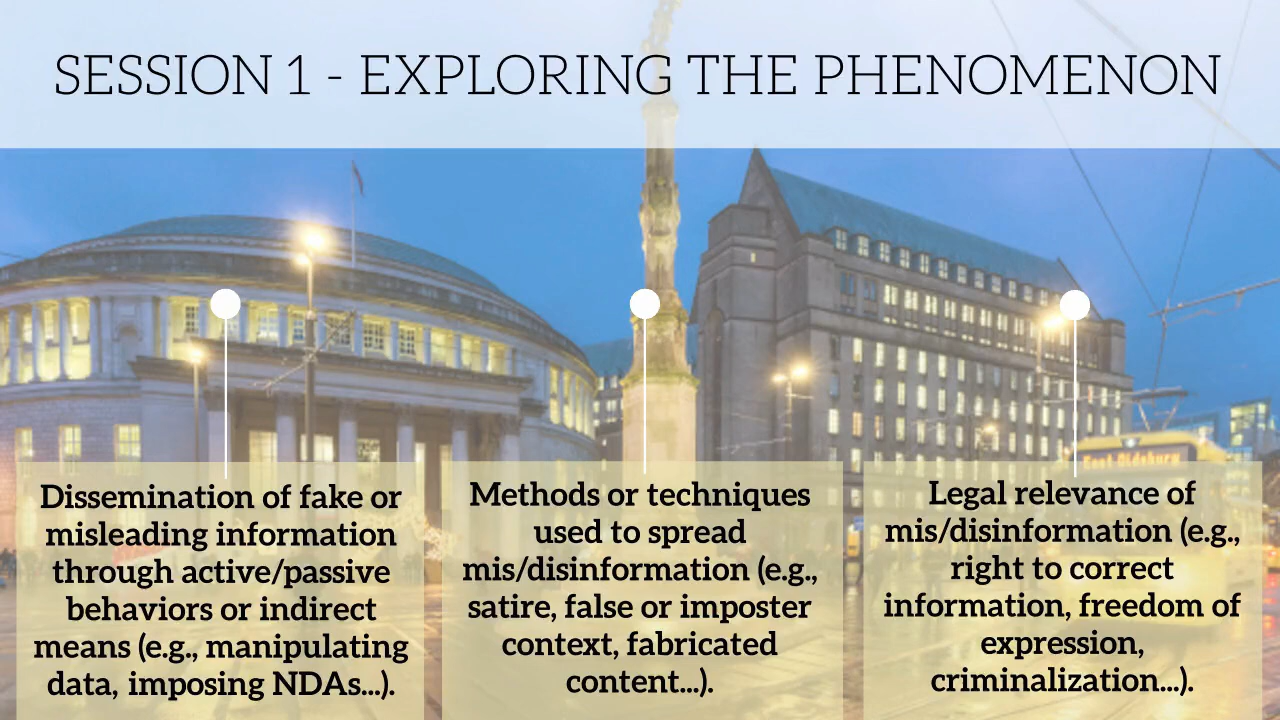 SESSION 1 - EXPLORING THE PHENOMENON
Dissemination of fake or
misleading information
through active/passive
behaviors or indirect
means (e.g., manipulating
data, imposing NDAs...).
Methods or techniques
used to spread
mis/disinformation (e.g.,
satire, false or imposter
context, fabricated
content...).
Legal relevance of
mis/disinformation (e.g.,
right to correct
information, freedom of
expression,
criminalization...).
East Didsbury